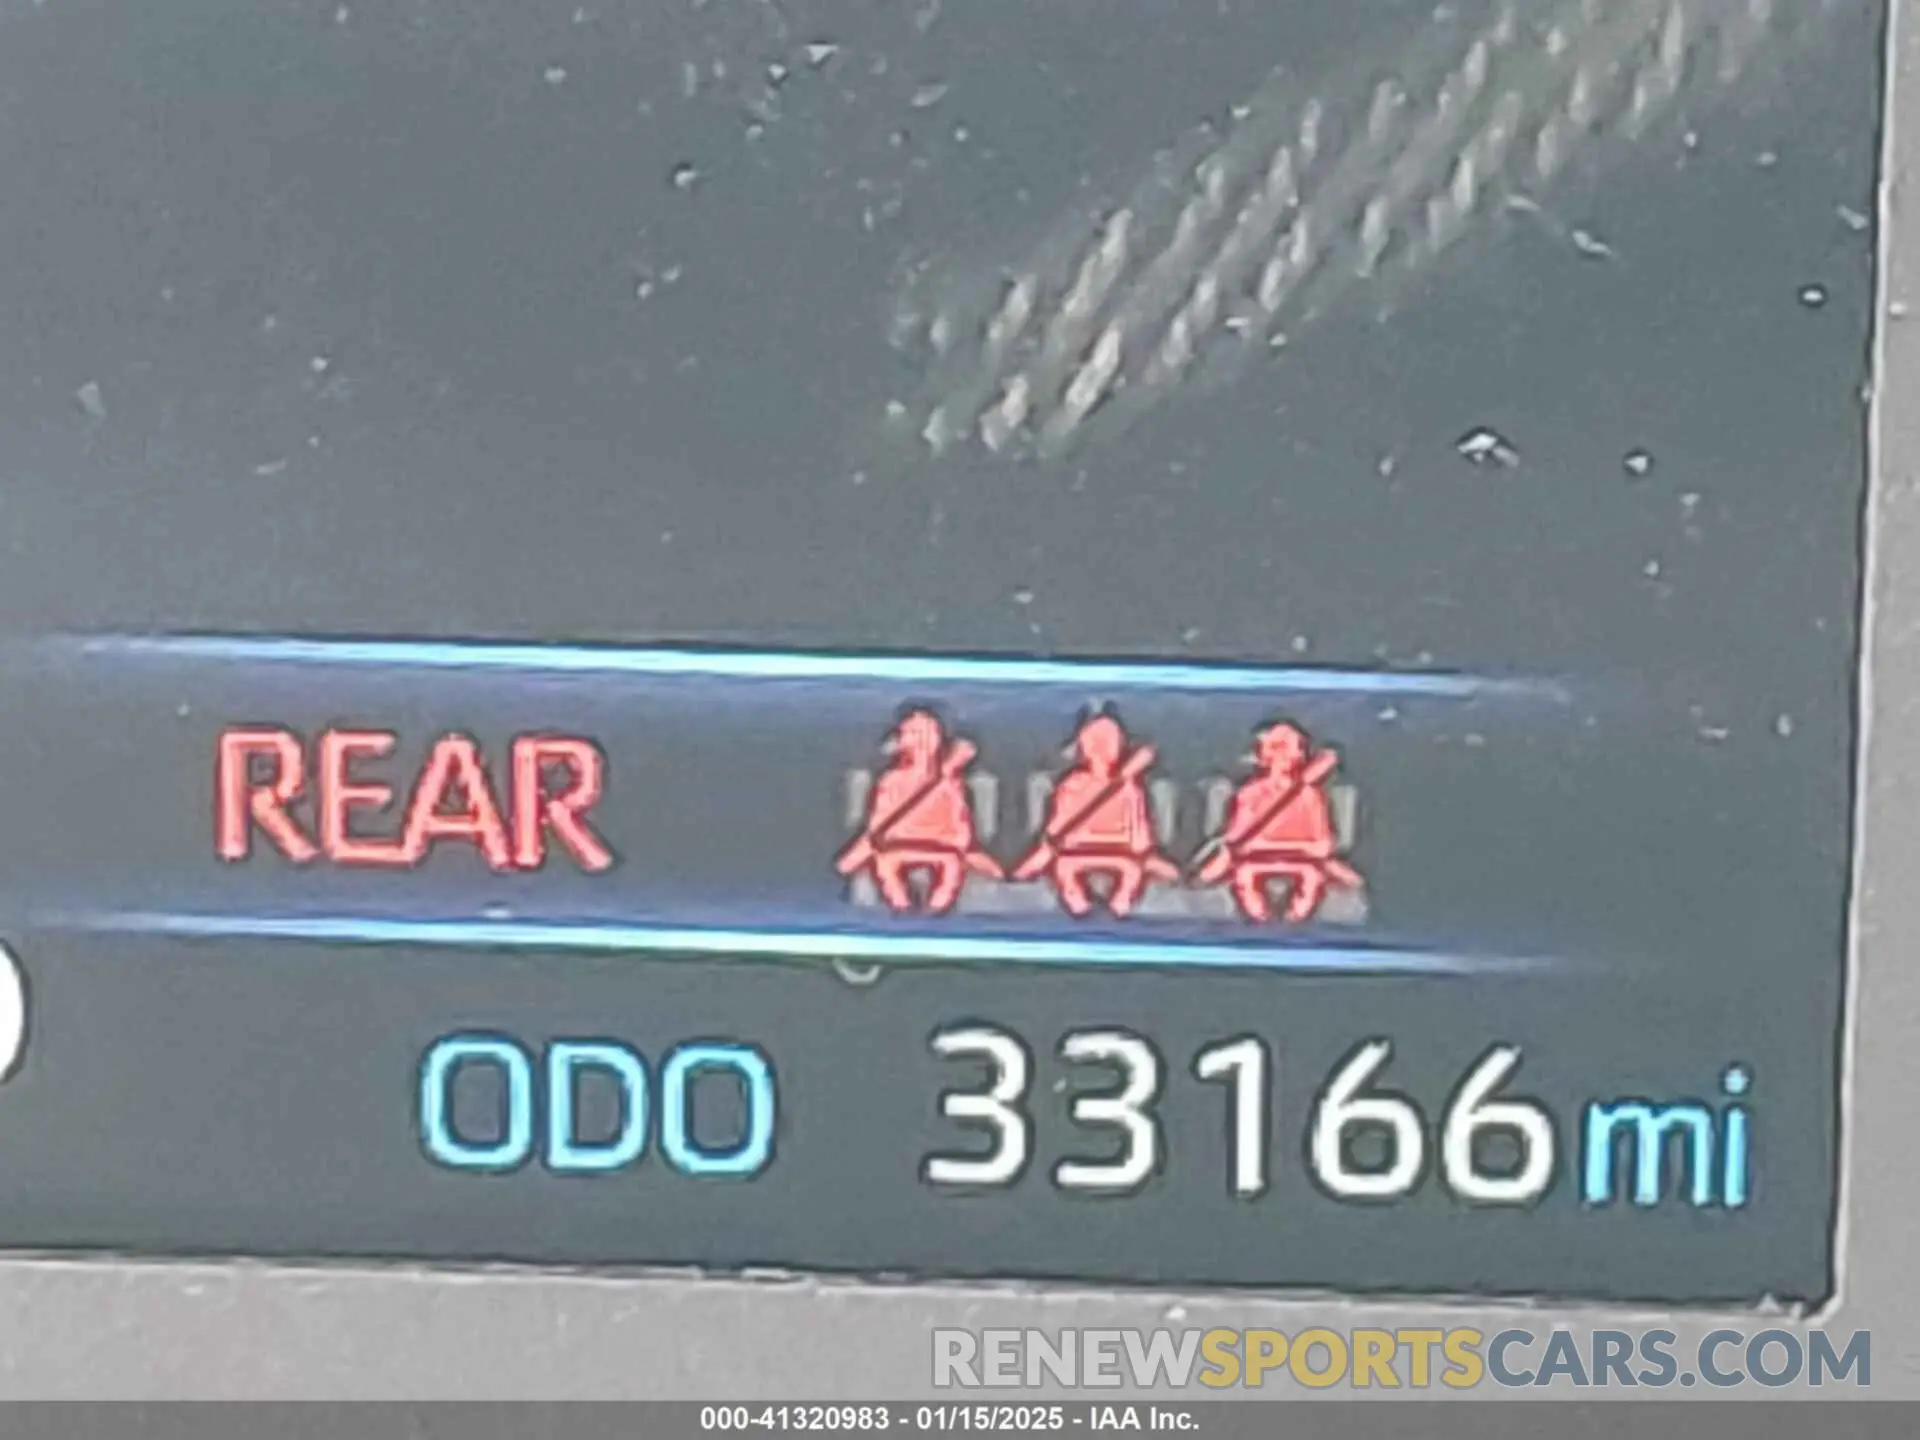 REAR
ODO 33166mi
RENEWSPORTSCARS.COM
000-41320983 - 01/15/2025 - IAA Inc.